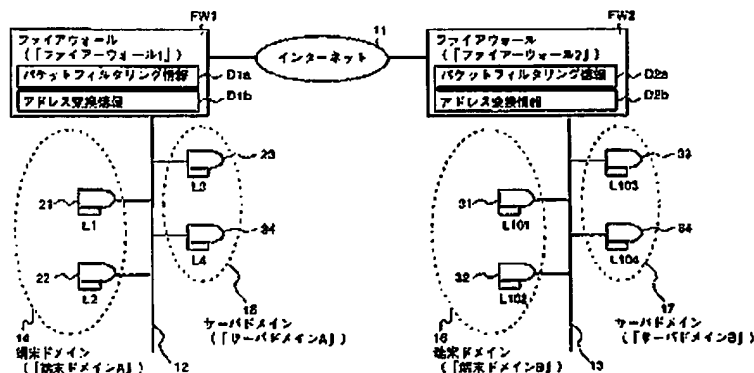 FW1
ファイアウォール
(「ファイアーウォール1」)
パケットフィルタリング情報
D1a
アドレス変換情報
D1b
11
インターネット
FW2
ファイアウォール
(「ファイアーウォール2」)
パケットフィルタリング情報
D2a
アドレス変換情報
D2b
21
L1
22
L2
23
L3
24
L4
14
端末ドメイン
(「端末ドメインA」)
12
15
サーバドメイン
(「サーバドメインA」)
31
L101
32
L102
33
L103
34
L104
16
端末ドメイン
(「端末ドメインB」)
13
17
サーバドメイン
(「サーバドメインB」)